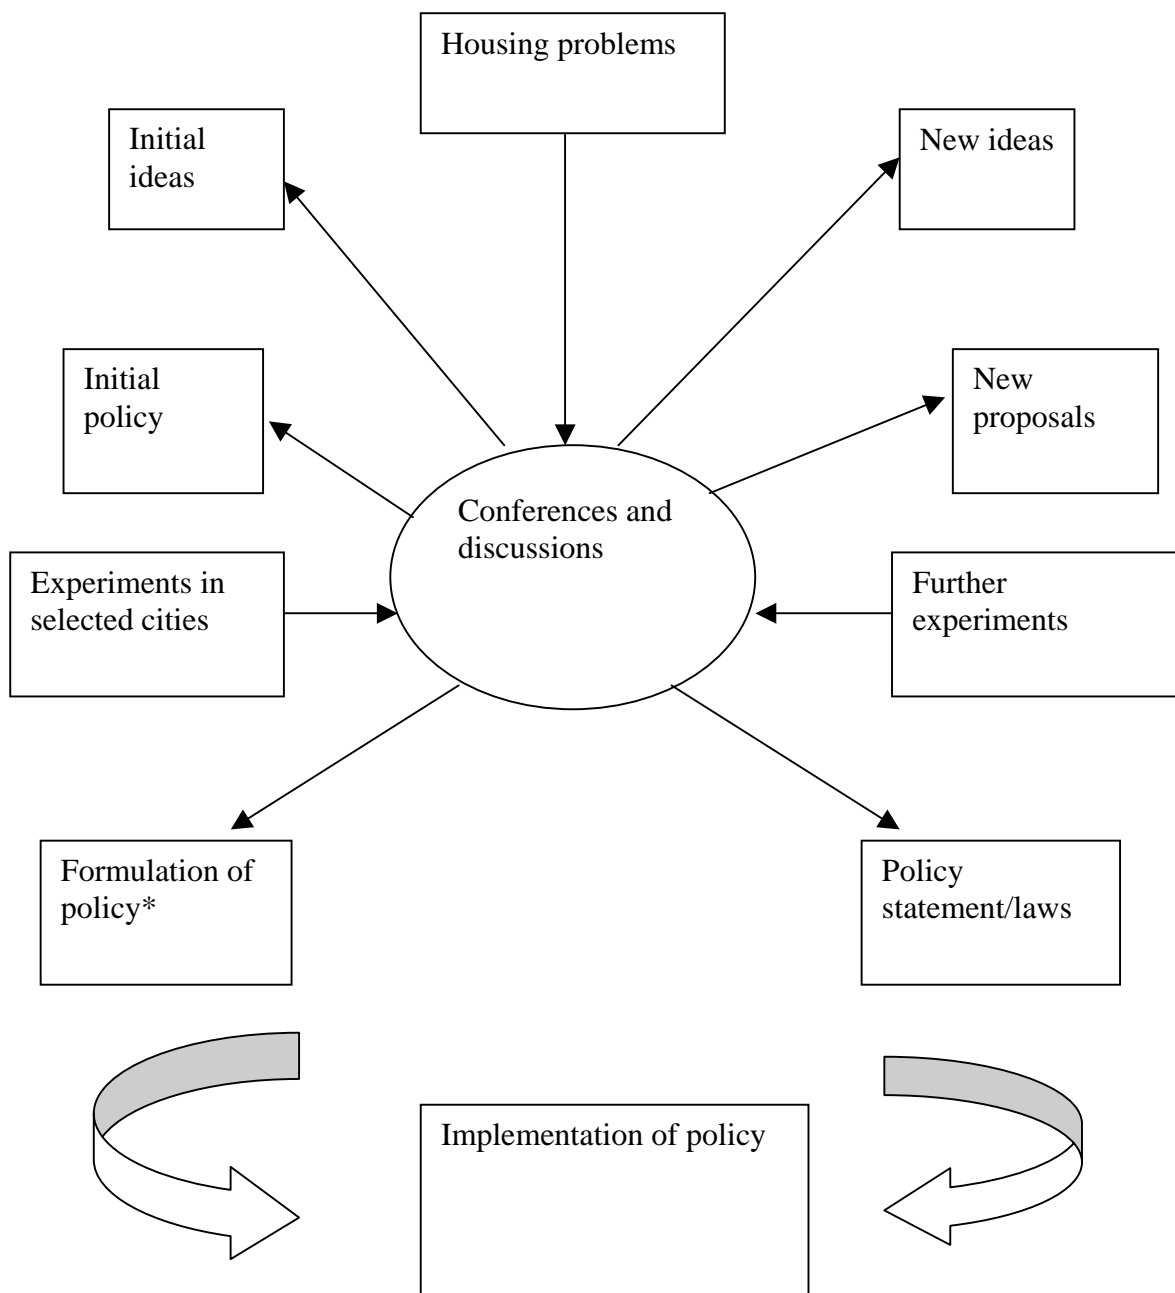 Housing problems
Initial
ideas
New ideas
Initial
policy
New
proposals
Conferences and
discussions
Experiments in
selected cities
Further
experiments
Formulation of
policy*
Policy
statement/laws
Implementation of policy